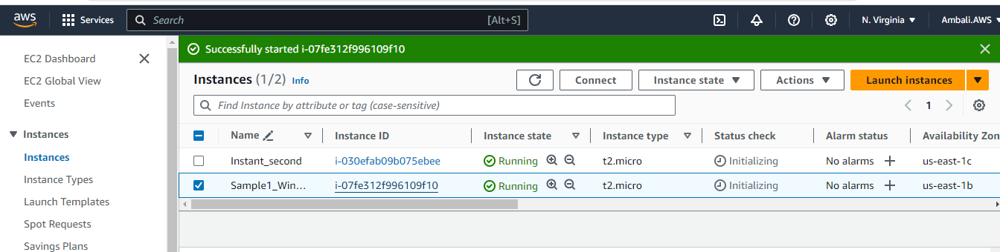 aws Services Search [Alt+S] N. Virginia Ambali.AWS
Successfully started i-07fe312f996109f10
EC2 Dashboard
EC2 Global View
Events
Instances
Instances
Instance Types
Launch Templates
Spot Requests
Savings Plans
Instances (1/2) Info Connect Instance state Actions Launch instances
Find Instance by attribute or tag (case-sensitive) 1
Name Instance ID Instance state Instance type Status check Alarm status Availability Zon
Instant_second i-030efab09b075ebee Running t2.micro Initializing No alarms us-east-1c
Sample1_Win... i-07fe312f996109f10 Running t2.micro Initializing No alarms us-east-1b